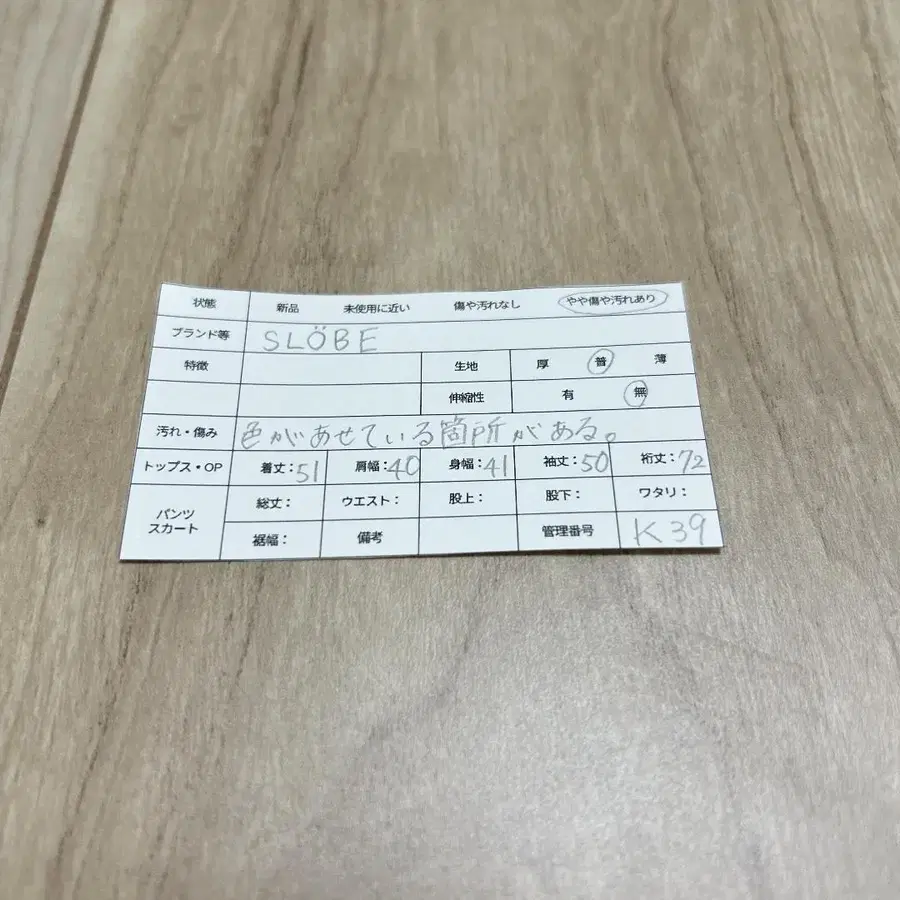 状態 新品 未使用に近い 傷や汚れなし やや傷や汚れあり
ブランド等 SLÖBE
特徴 生地 厚 普 薄
伸縮性 有 無
汚れ・傷み 色があせている箇所がある。
トップス・OP 着丈:51 肩幅:40 身幅:41 袖丈:50 裄丈:72
パンツ スカート 総丈: ウエスト: 股上: 股下: ワタリ:
裾幅: 備考 管理番号 K39